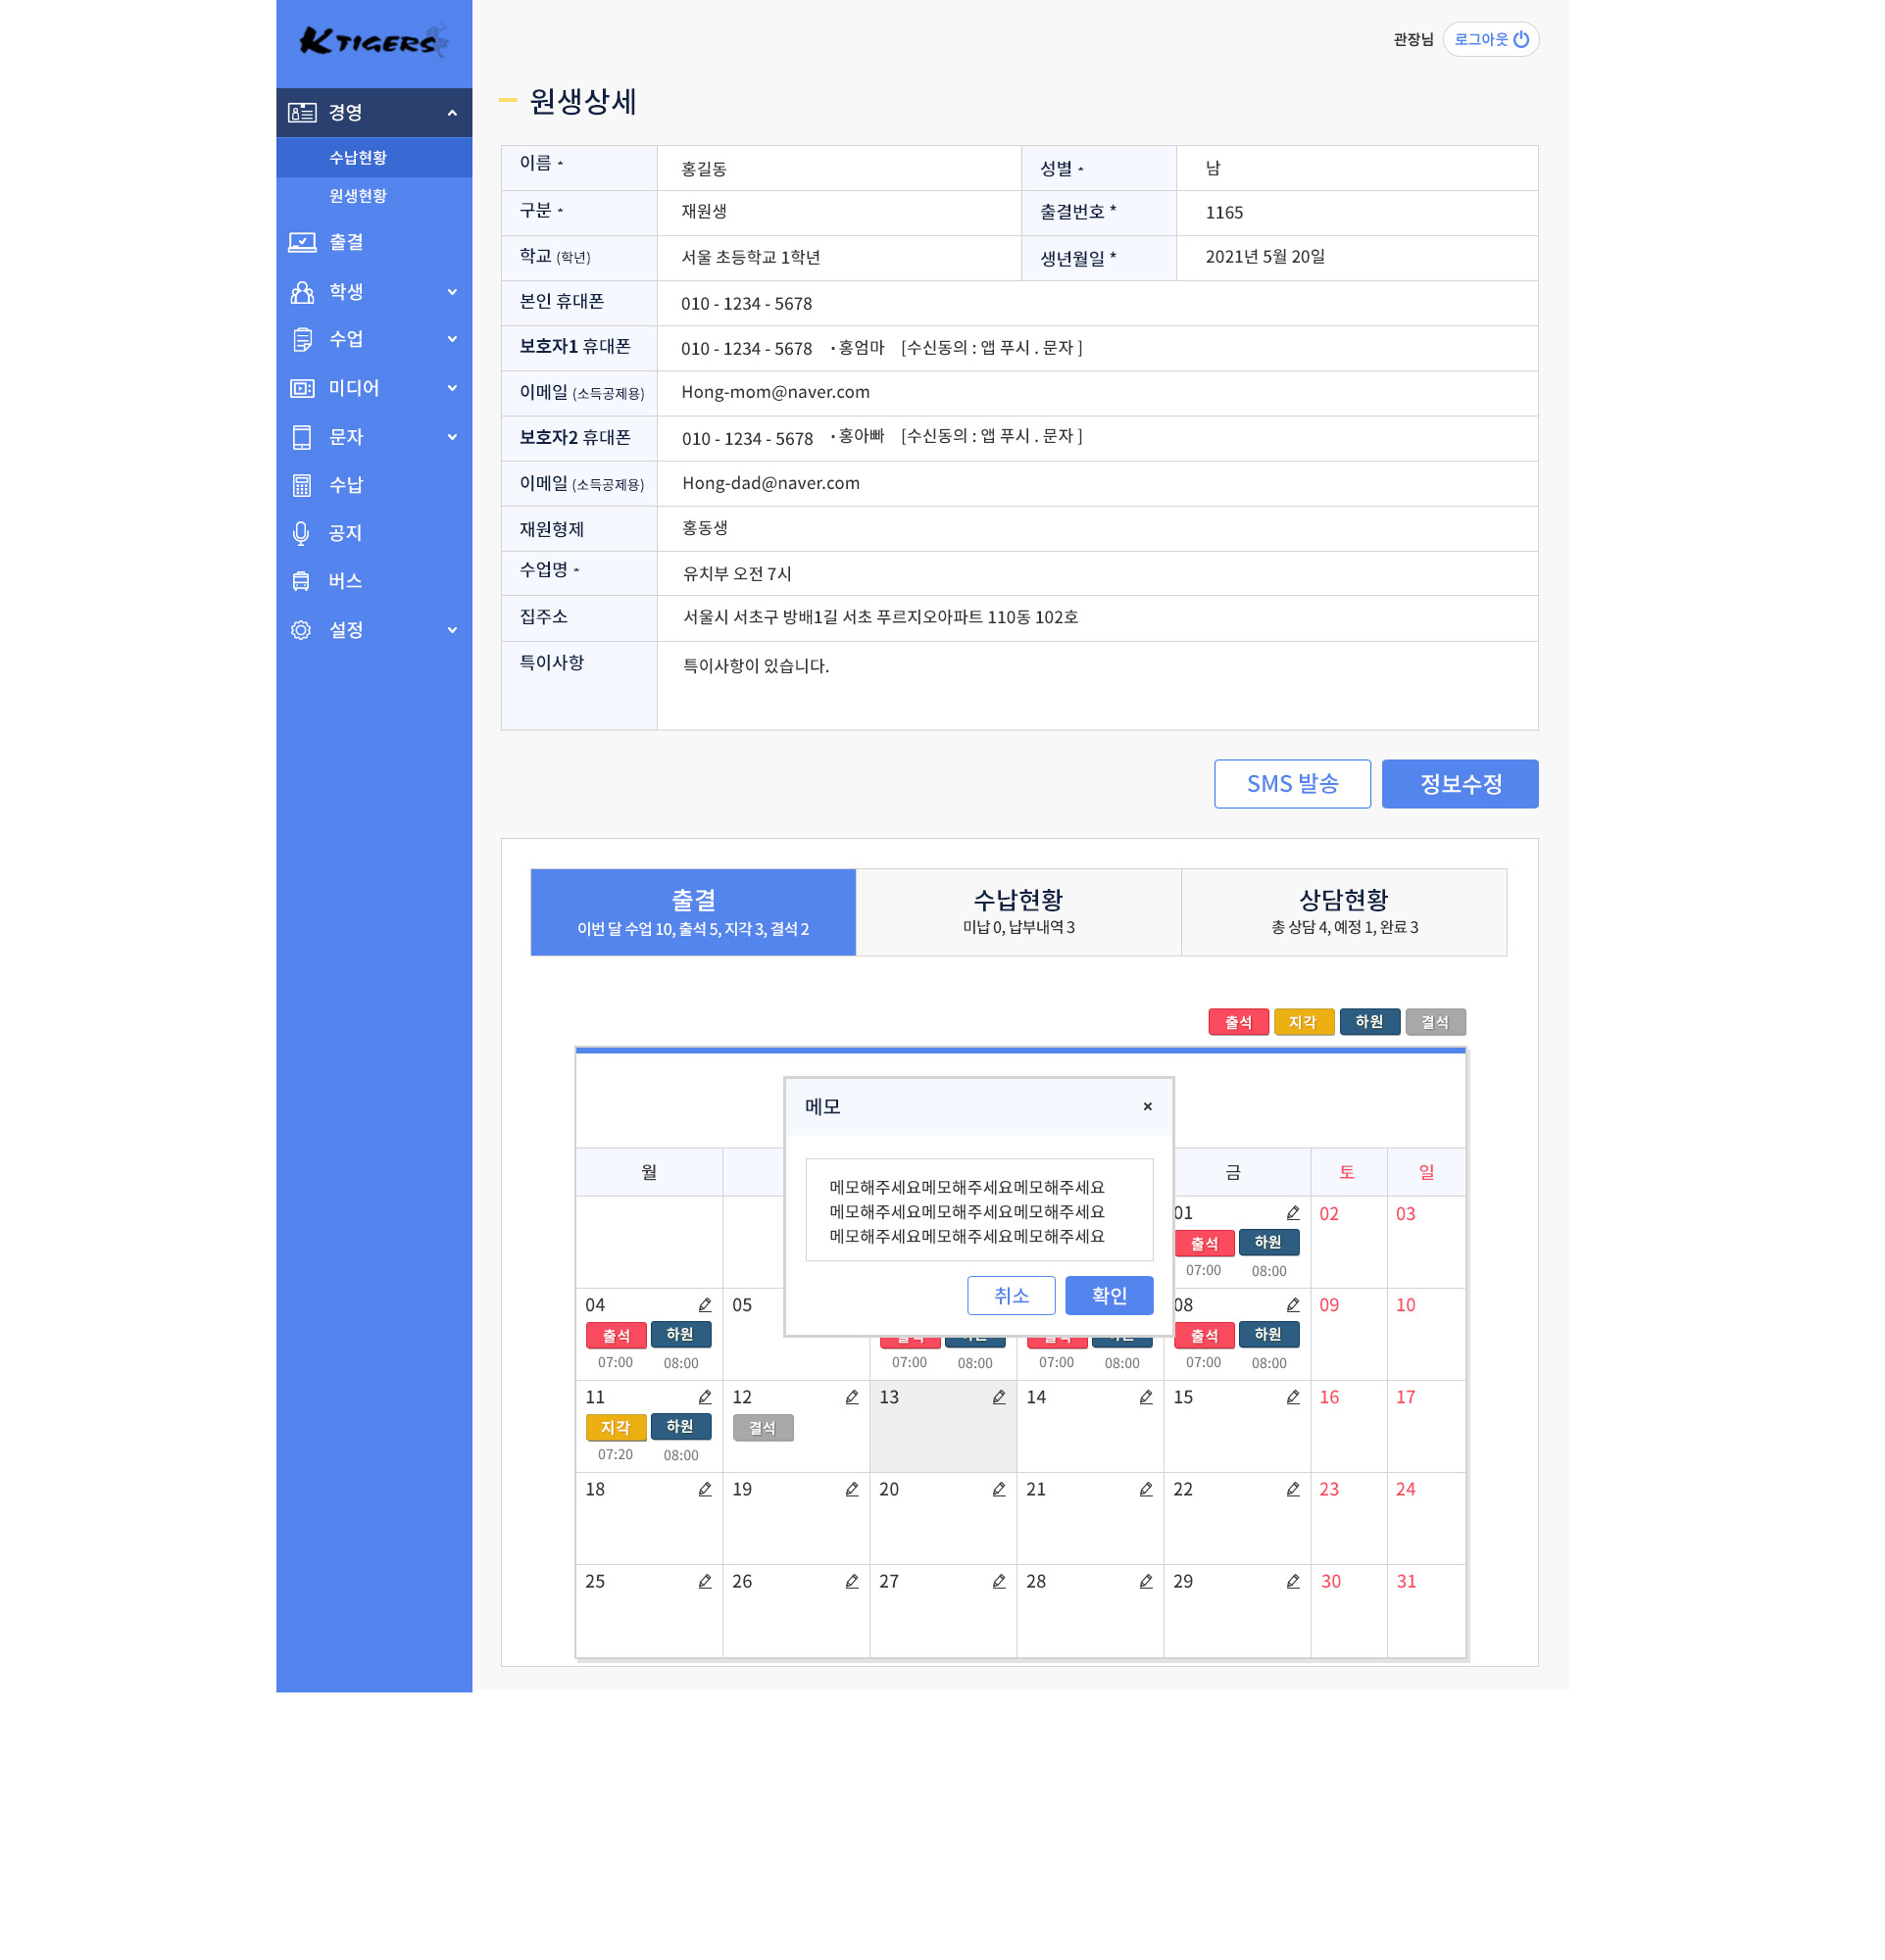 KTIGERS
관장님
로그아웃
경영
수납현황
원생현황
출결
학생
수업
미디어
문자
수납
공지
버스
설정
원생상세
이름 * 홍길동 성별 * 남
구분 * 재원생 출결번호 * 1165
학교 (학년) 서울 초등학교 1학년 생년월일 * 2021년 5월 20일
본인 휴대폰 010 - 1234 - 5678
보호자1 휴대폰 010 - 1234 - 5678 ・홍엄마 [수신동의 : 앱 푸시 . 문자 ]
이메일 (소득공제용) Hong-mom@naver.com
보호자2 휴대폰 010 - 1234 - 5678 ・홍아빠 [수신동의 : 앱 푸시 . 문자 ]
이메일 (소득공제용) Hong-dad@naver.com
재원형제 홍동생
수업명 * 유치부 오전 7시
집주소 서울시 서초구 방배1길 서초 푸르지오아파트 110동 102호
특이사항 특이사항이 있습니다.
SMS 발송 정보수정
출결 수납현황 상담현황
이번 달 수업 10, 출석 5, 지각 3, 결석 2 미납 0, 납부내역 3 총 상담 4, 예정 1, 완료 3
출석 지각 하원 결석
메모 ×
메모해주세요메모해주세요메모해주세요
메모해주세요메모해주세요메모해주세요
메모해주세요메모해주세요메모해주세요
취소 확인
월 금 토 일
01 02 03
출석 하원
07:00 08:00
04 05 08 09 10
출석 하원 출석 하원
07:00 08:00 07:00 08:00 07:00 08:00 07:00 08:00
11 12 13 14 15 16 17
지각 하원 결석
07:20 08:00
18 19 20 21 22 23 24
25 26 27 28 29 30 31